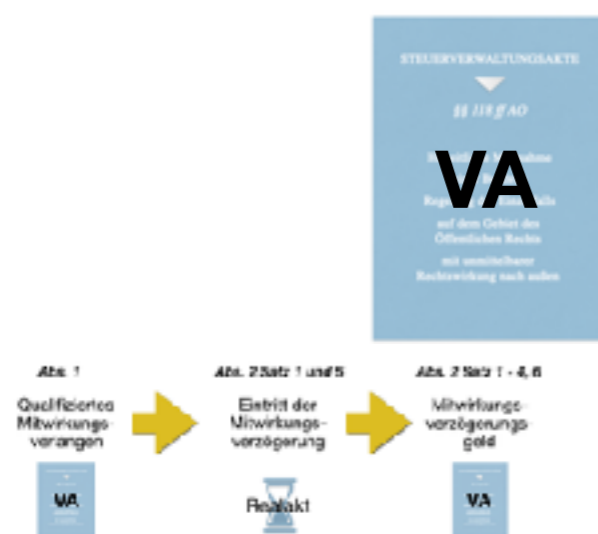 STEUERVERWALTUNGSAKTE
§§ 118 ff AO
VA
auf dem Gebiet des
Öffentlichen Rechts
mit unmittelbarer
Rechtswirkung nach außen
Abs. 1
Abs. 2 Satz 1 und 5
Abs. 2 Satz 1 - 4, 6
Qualifiziertes
Mitwirkungs-
verlangen
Eintritt der
Mitwirkungs-
verzögerung
Mitwirkungs-
verzögerungs-
geld
VA
Realakt
VA